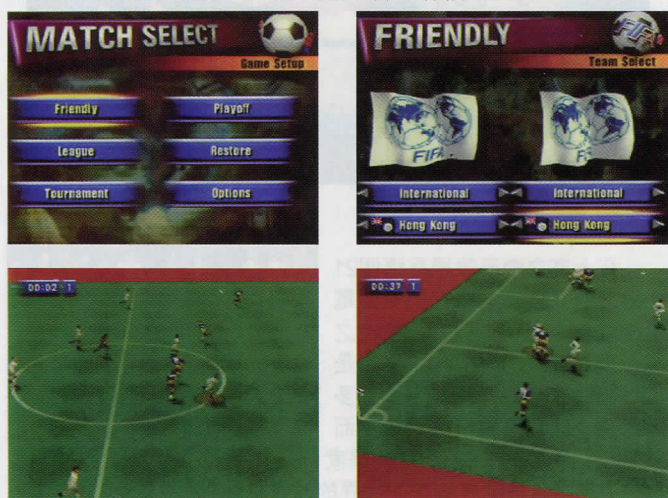 MATCH SELECT
Game Setup
Friendly
Playoff
League
Restore
Tournament
Options
FRIENDLY
FIFA
Team Select
FIFA
International
International
Hong Kong
Hong Kong
00:02 1
00:37 1